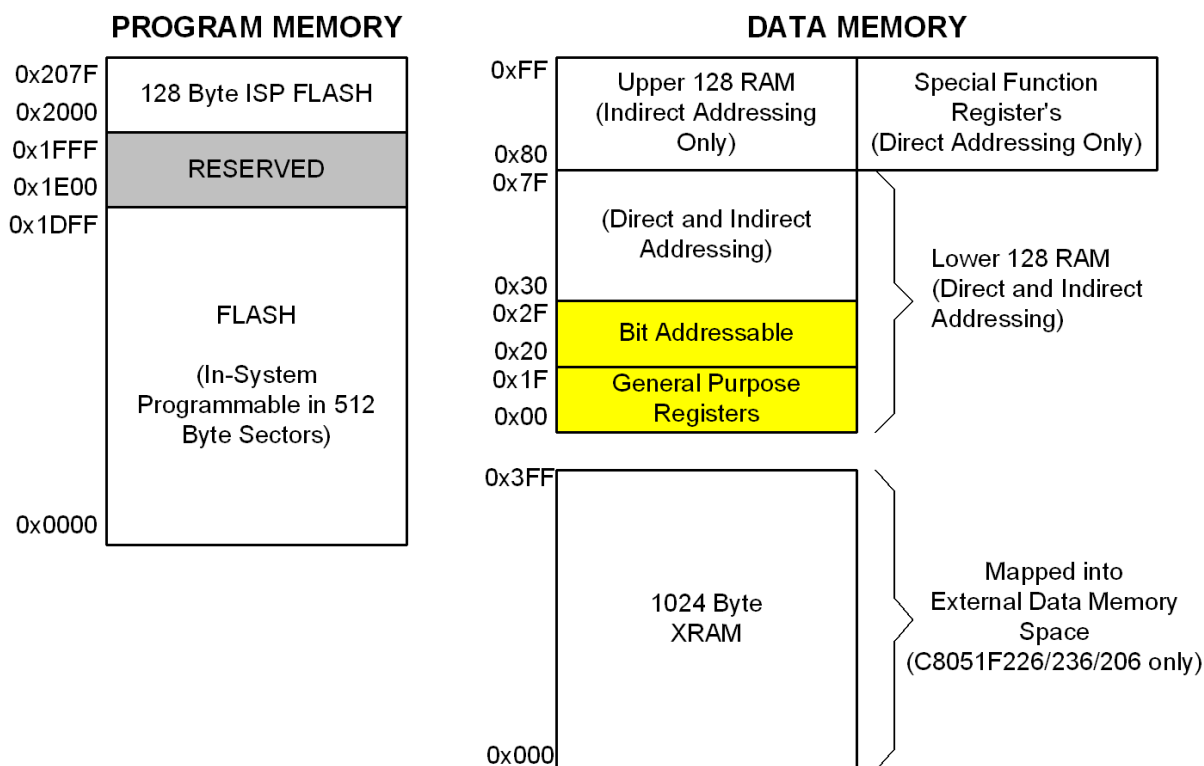 PROGRAM MEMORY
0x207F
128 Byte ISP FLASH
0x2000
0x1FFF
RESERVED
0x1E00
0x1DFF
FLASH
(In-System
Programmable in 512
Byte Sectors)
0x0000
DATA MEMORY
0xFF
Upper 128 RAM
(Indirect Addressing
Only)
0x80
Special Function
Register's
(Direct Addressing Only)
0x7F
(Direct and Indirect
Addressing)
0x30
0x2F
Bit Addressable
0x20
0x1F
General Purpose
Registers
0x00
Lower 128 RAM
(Direct and Indirect
Addressing)
0x3FF
1024 Byte
XRAM
0x000
Mapped into
External Data Memory
Space
(C8051F226/236/206 only)